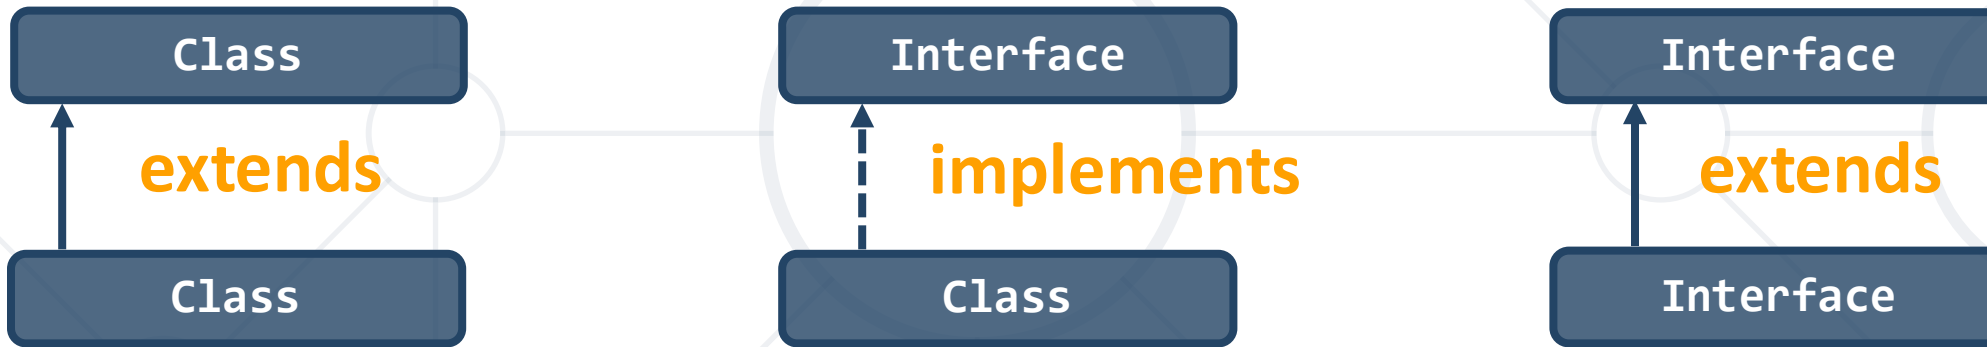 Class
Interface
Interface
extends
implements
extends
Class
Class
Interface